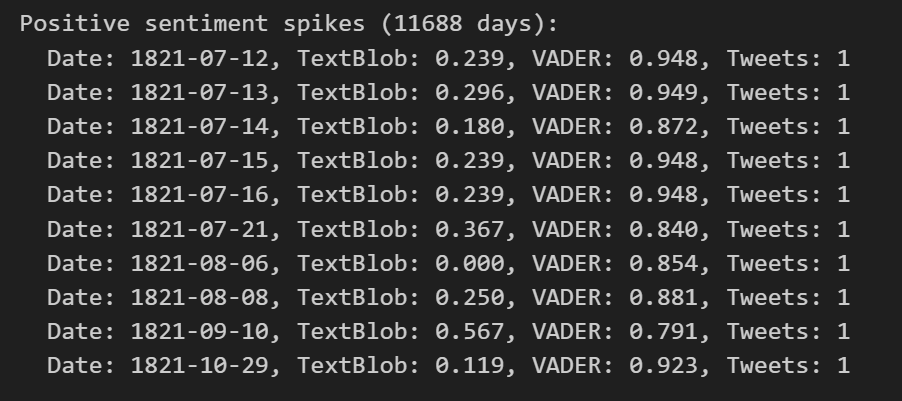 Positive sentiment spikes (11688 days):
Date: 1821-07-12, TextBlob: 0.239, VADER: 0.948, Tweets: 1
Date: 1821-07-13, TextBlob: 0.296, VADER: 0.949, Tweets: 1
Date: 1821-07-14, TextBlob: 0.180, VADER: 0.872, Tweets: 1
Date: 1821-07-15, TextBlob: 0.239, VADER: 0.948, Tweets: 1
Date: 1821-07-16, TextBlob: 0.239, VADER: 0.948, Tweets: 1
Date: 1821-07-21, TextBlob: 0.367, VADER: 0.840, Tweets: 1
Date: 1821-08-06, TextBlob: 0.000, VADER: 0.854, Tweets: 1
Date: 1821-08-08, TextBlob: 0.250, VADER: 0.881, Tweets: 1
Date: 1821-09-10, TextBlob: 0.567, VADER: 0.791, Tweets: 1
Date: 1821-10-29, TextBlob: 0.119, VADER: 0.923, Tweets: 1